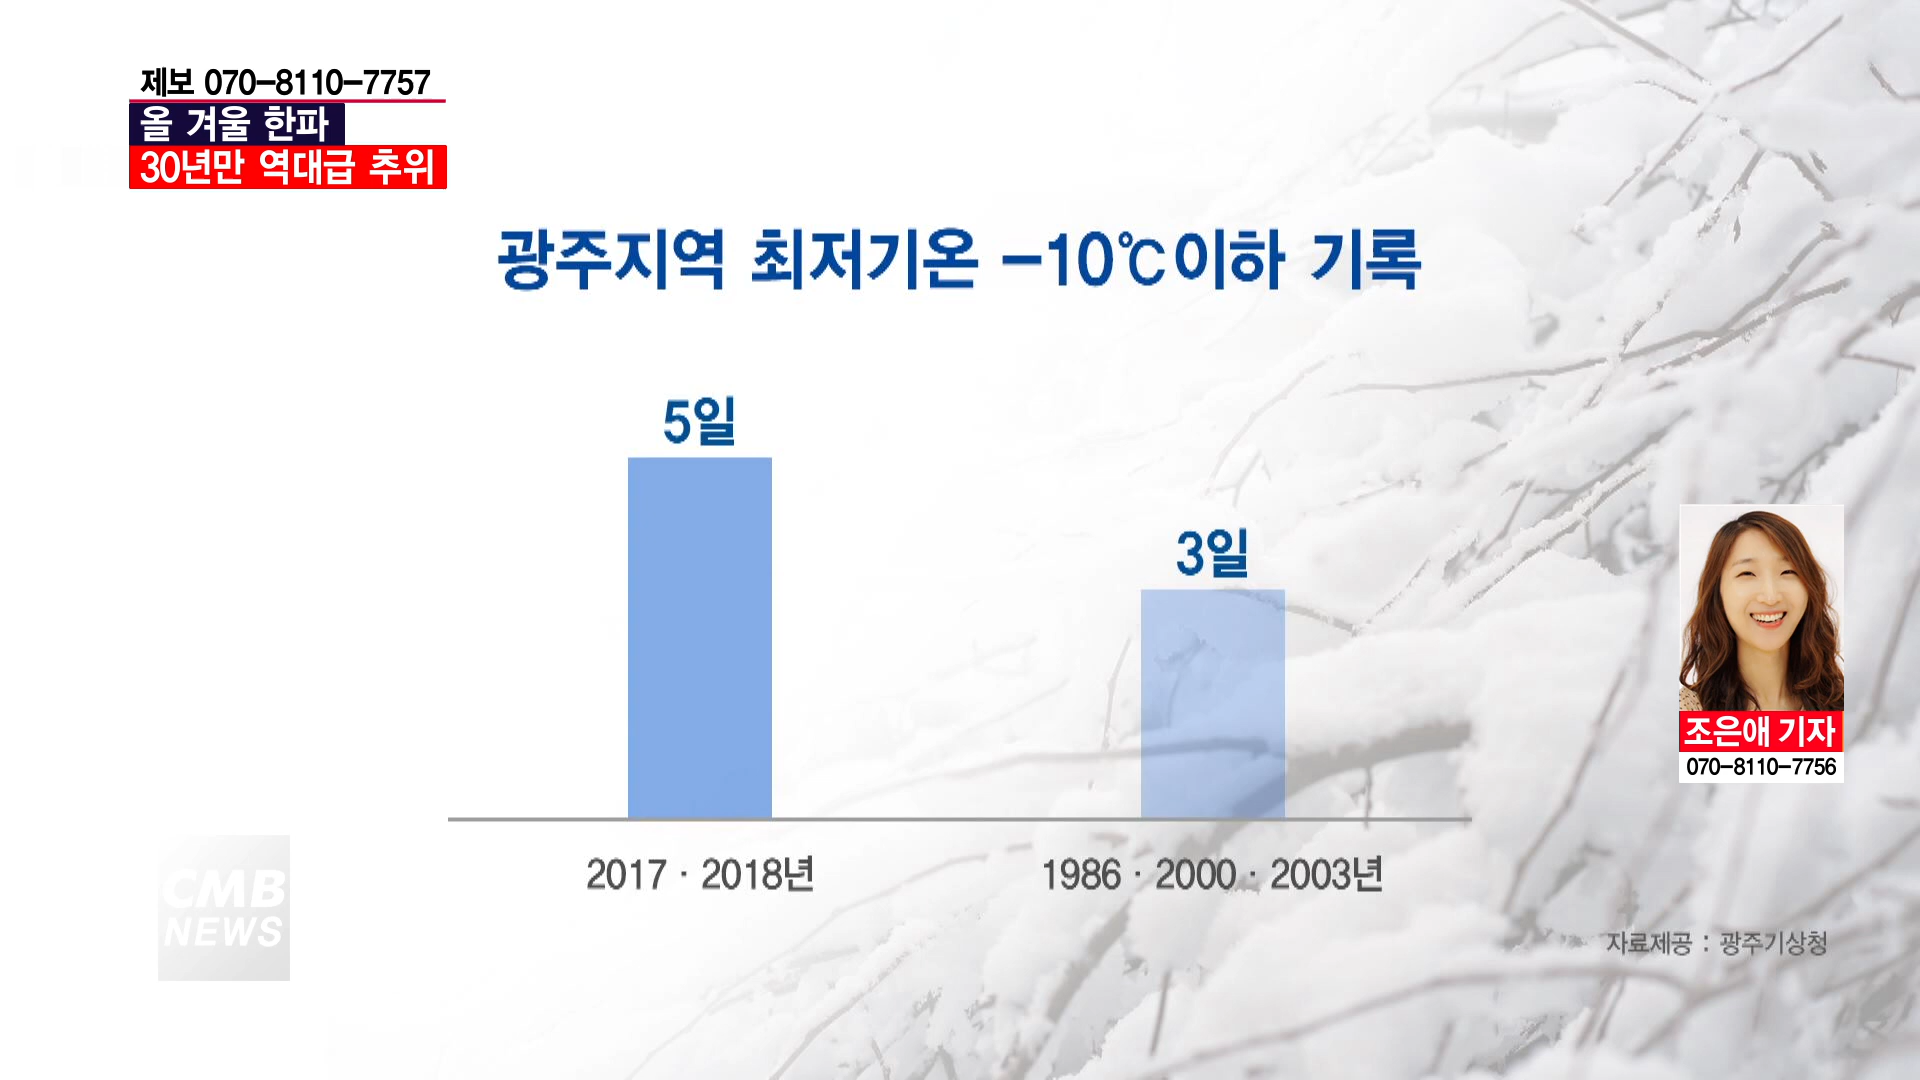 제보 070-8110-7757
올 겨울 한파
30년만 역대급 추위
광주지역 최저기온 -10℃이하 기록
5일
3일
2017 · 2018년
1986 · 2000 · 2003년
조은애 기자
070-8110-7756
CMB
NEWS
자료제공 : 광주기상청